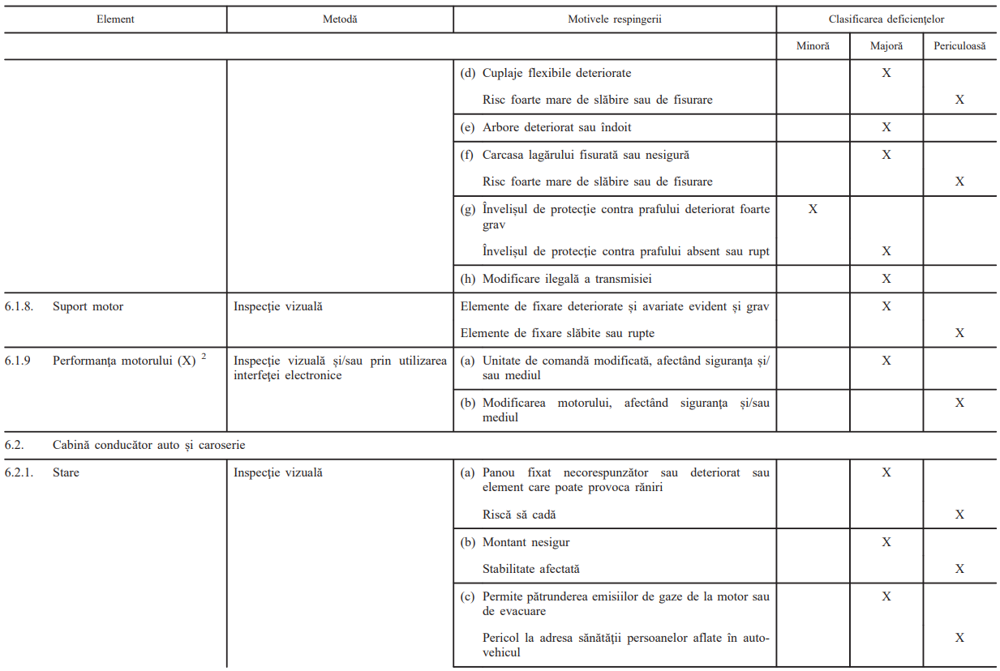 Element Metodă Motivele respingerii Clasificarea deficiențelor
Minoră Majoră Periculoasă
(d) Cuplaje flexibile deteriorate X
Risc foarte mare de slăbire sau de fisurare X
(e) Arbore deteriorat sau îndoit X
(f) Carcasa lagărului fisurată sau nesigură X
Risc foarte mare de slăbire sau de fisurare X
(g) Învelișul de protecție contra prafului deteriorat foarte X
grav
Învelișul de protecție contra prafului absent sau rupt X
(h) Modificare ilegală a transmisiei X
6.1.8. Suport motor Inspecție vizuală Elemente de fixare deteriorate și avariate evident și grav X
Elemente de fixare slăbite sau rupte X
6.1.9 Performanța motorului (X) 2 Inspecție vizuală și/sau prin utilizarea (a) Unitate de comandă modificată, afectând siguranța și/ X
interfeței electronice sau mediul
(b) Modificarea motorului, afectând siguranța și/sau X
mediul
6.2. Cabină conducător auto și caroserie
6.2.1. Stare Inspecție vizuală (a) Panou fixat necorespunzător sau deteriorat sau X
element care poate provoca răniri
Riscă să cadă X
(b) Montant nesigur X
Stabilitate afectată X
(c) Permite pătrunderea emisiilor de gaze de la motor sau X
de evacuare
Pericol la adresa sănătății persoanelor aflate în auto- X
vehicul